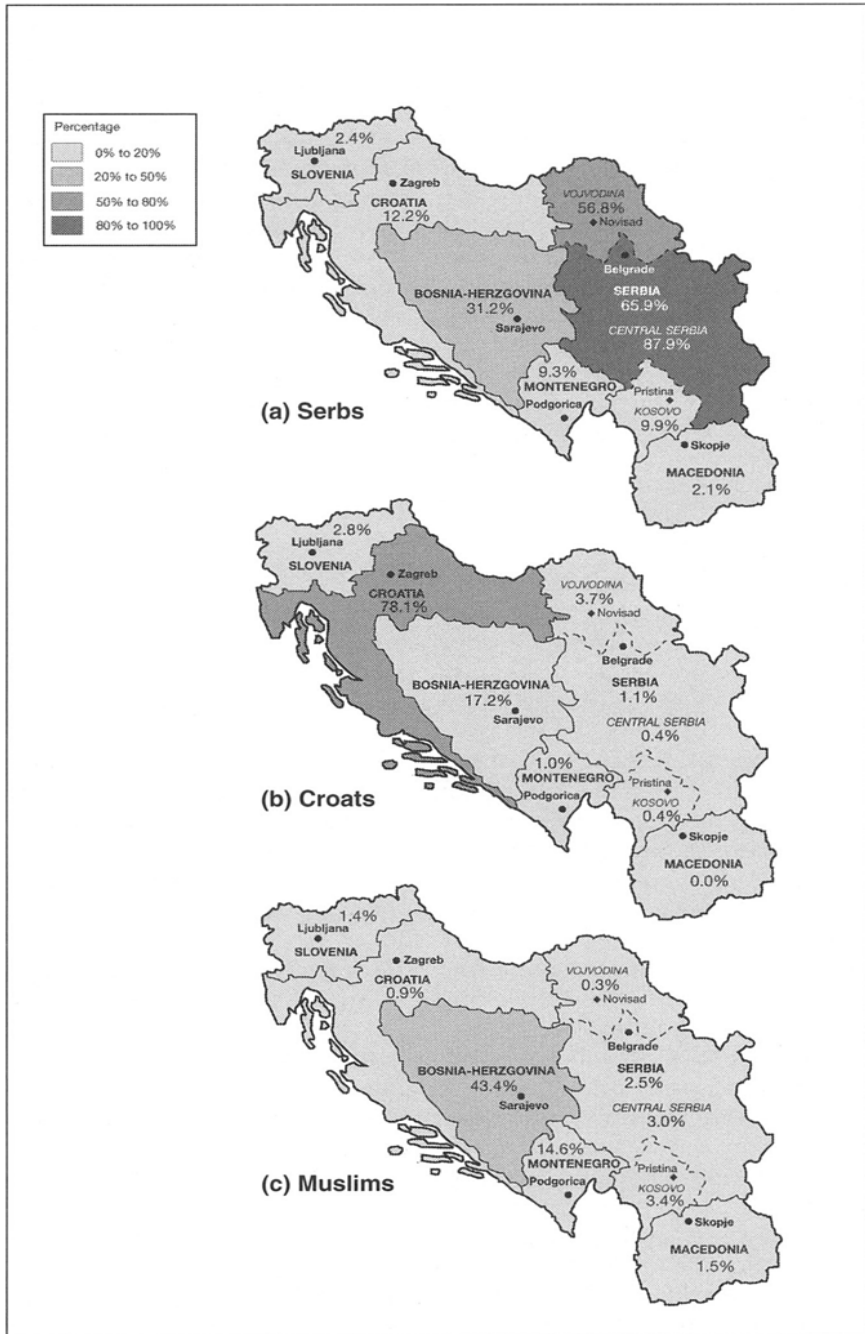 Percentage
0% to 20%
20% to 50%
50% to 80%
80% to 100%
2.4%
Ljubljana
SLOVENIA
Zagreb
CROATIA
12.2%
VOJVODINA
56.8%
Novisad
Belgrade
BOSNIA-HERZGOVINA
31.2%
Sarajevo
SERBIA
65.9%
CENTRAL SERBIA
87.9%
9.3%
MONTENEGRO
Podgorica
Pristina
KOSOVO
9.9%
(a) Serbs
Skopje
MACEDONIA
2.1%
2.8%
Ljubljana
SLOVENIA
Zagreb
CROATIA
78.1%
VOJVODINA
3.7%
Novisad
Belgrade
BOSNIA-HERZGOVINA
17.2%
Sarajevo
SERBIA
1.1%
CENTRAL SERBIA
0.4%
1.0%
MONTENEGRO
Podgorica
Pristina
KOSOVO
0.4%
(b) Croats
Skopje
MACEDONIA
0.0%
1.4%
Ljubljana
SLOVENIA
Zagreb
CROATIA
0.9%
VOJVODINA
0.3%
Novisad
Belgrade
BOSNIA-HERZGOVINA
43.4%
Sarajevo
SERBIA
2.5%
CENTRAL SERBIA
3.0%
14.6%
MONTENEGRO
Podgorica
Pristina
KOSOVO
3.4%
(c) Muslims
Skopje
MACEDONIA
1.5%